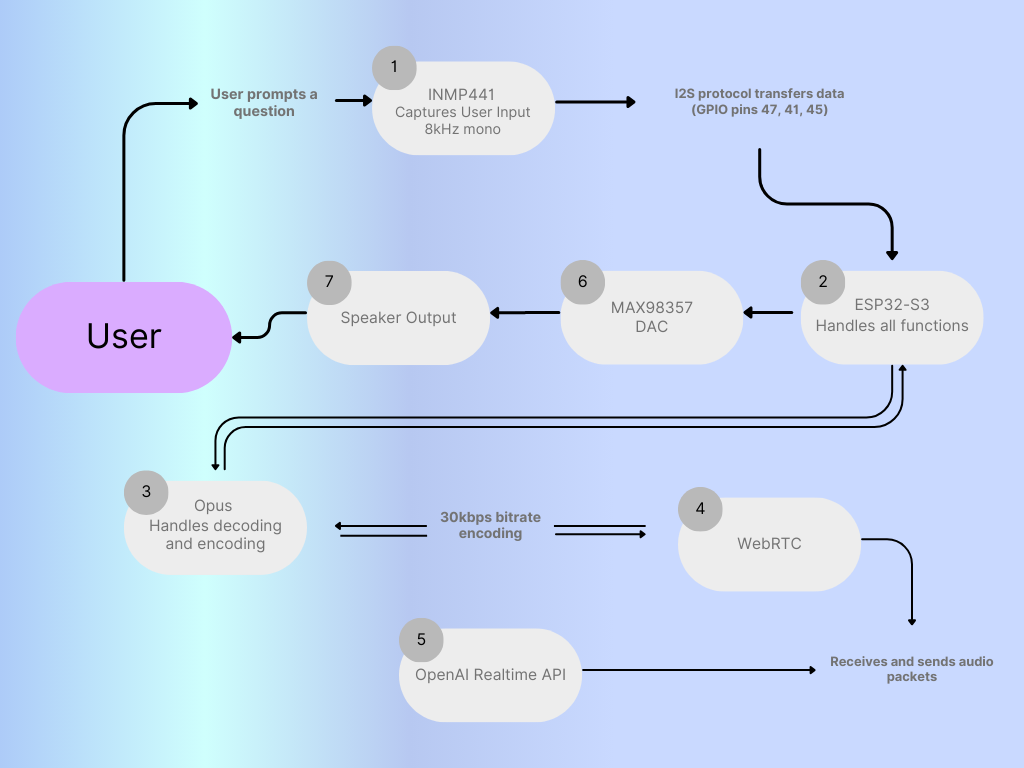 User prompts a
question
1
INMP441
Captures User Input
8kHz mono
I2S protocol transfers data
(GPIO pins 47, 41, 45)
2
ESP32-S3
Handles all functions
6
MAX98357
DAC
7
Speaker Output
User
3
Opus
Handles decoding
and encoding
30kbps bitrate
encoding
4
WebRTC
5
OpenAI Realtime API
Receives and sends audio
packets